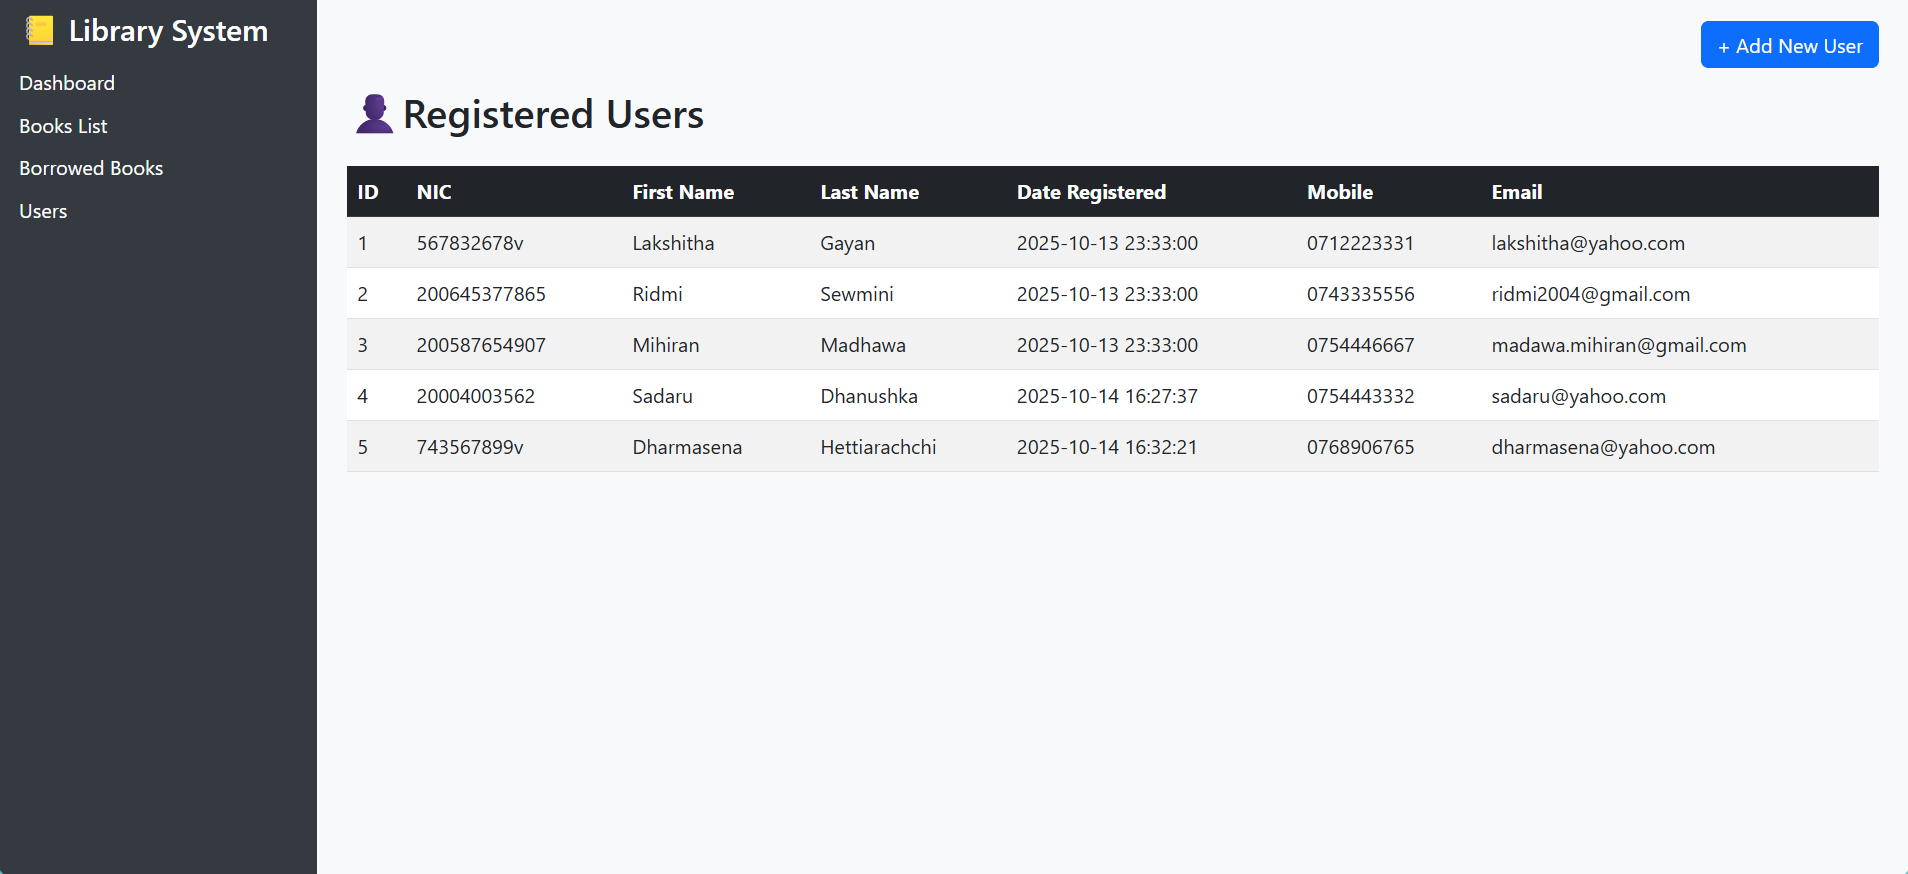 Library System
Dashboard
Books List
Borrowed Books
Users
+ Add New User
Registered Users
ID NIC First Name Last Name Date Registered Mobile Email
1 567832678v Lakshitha Gayan 2025-10-13 23:33:00 0712223331 lakshitha@yahoo.com
2 200645377865 Ridmi Sewmini 2025-10-13 23:33:00 0743335556 ridmi2004@gmail.com
3 200587654907 Mihiran Madhawa 2025-10-13 23:33:00 0754446667 madawa.mihiran@gmail.com
4 20004003562 Sadaru Dhanushka 2025-10-14 16:27:37 0754443332 sadaru@yahoo.com
5 743567899v Dharmasena Hettiarachchi 2025-10-14 16:32:21 0768906765 dharmasena@yahoo.com